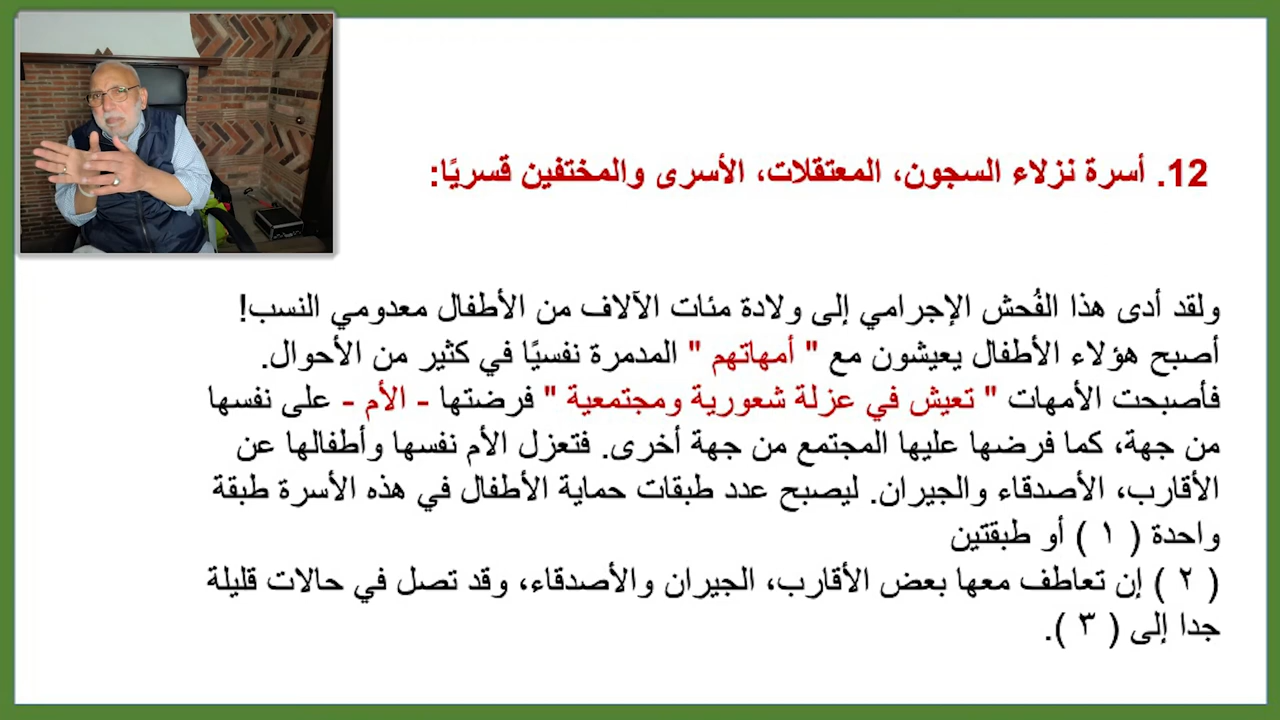 12. أسرة نزلاء السجون، المعتقلات، الأسرى والمختفين قسريًا:
ولقد أدى هذا الفُحش الإجرامي إلى ولادة مئات الآلاف من الأطفال معدومي النسب!
أصبح هؤلاء الأطفال يعيشون مع " أمهاتهم " المدمرة نفسيًا في كثير من الأحوال.
فأصبحت الأمهات " تعيش في عزلة شعورية ومجتمعية " فرضتها - الأم - على نفسها
من جهة، كما فرضها عليها المجتمع من جهة أخرى. فتعزل الأم نفسها وأطفالها عن
الأقارب، الأصدقاء والجيران. ليصبح عدد طبقات حماية الأطفال في هذه الأسرة طبقة
واحدة ( ١ ) أو طبقتين
( ٢ ) إن تعاطف معها بعض الأقارب، الجيران والأصدقاء، وقد تصل في حالات قليلة
جدا إلى ( ٣ ).